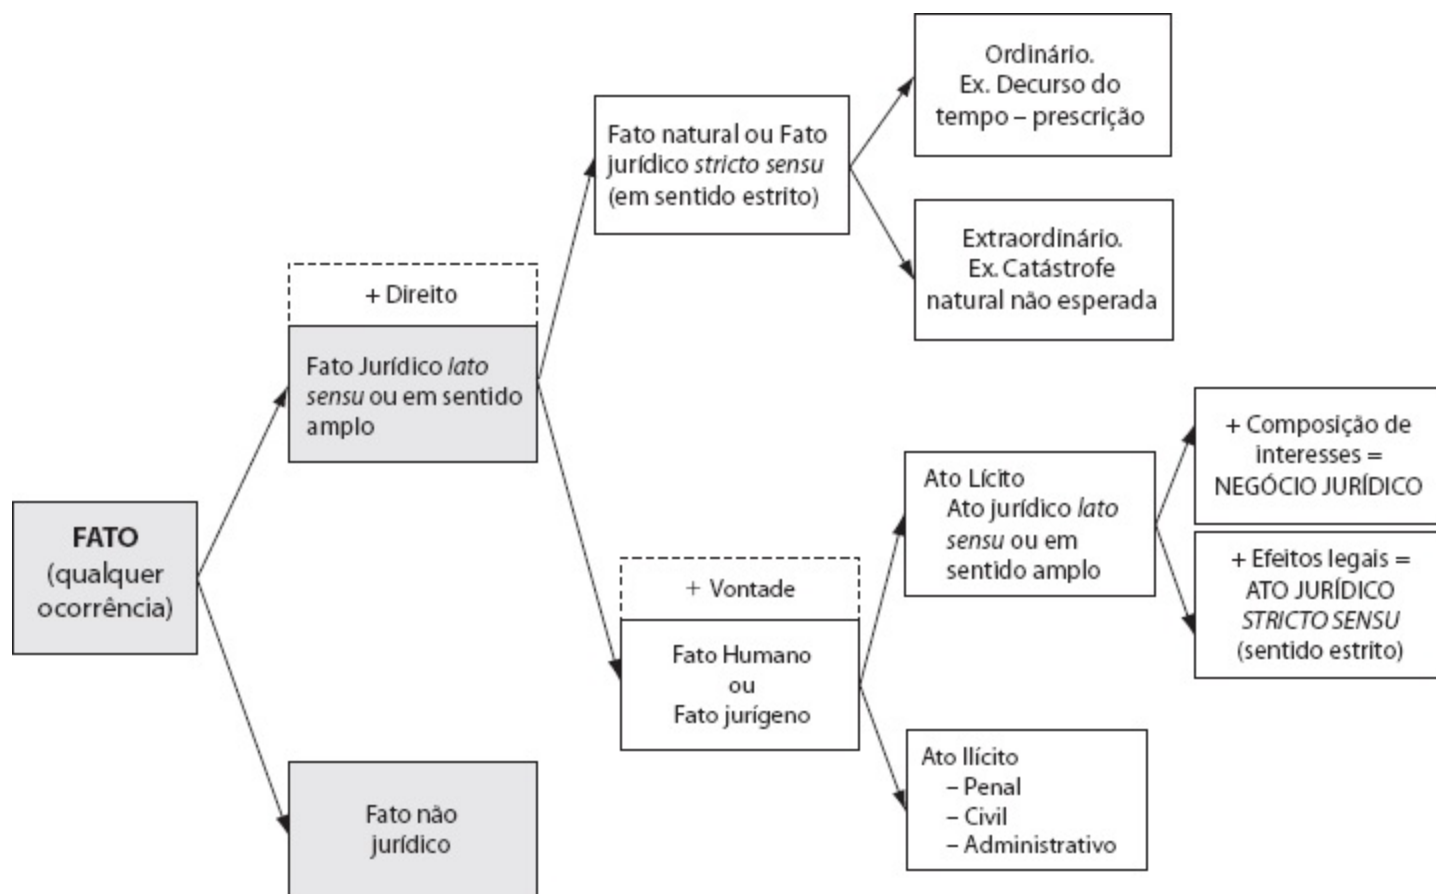 Ordinário.
Ex. Decurso do
tempo – prescrição
Fato natural ou Fato
jurídico stricto sensu
(em sentido estrito)
Extraordinário.
Ex. Catástrofe
natural não esperada
+ Direito
Fato Jurídico lato
sensu ou em sentido
amplo
+ Composição de
interesses =
NEGÓCIO JURÍDICO
Ato Lícito
Ato jurídico lato
sensu ou em
sentido amplo
+ Efeitos legais =
ATO JURÍDICO
STRICTO SENSU
(sentido estrito)
FATO
(qualquer
ocorrência)
+ Vontade
Fato Humano
ou
Fato jurígeno
Ato Ilícito
– Penal
– Civil
– Administrativo
Fato não
jurídico